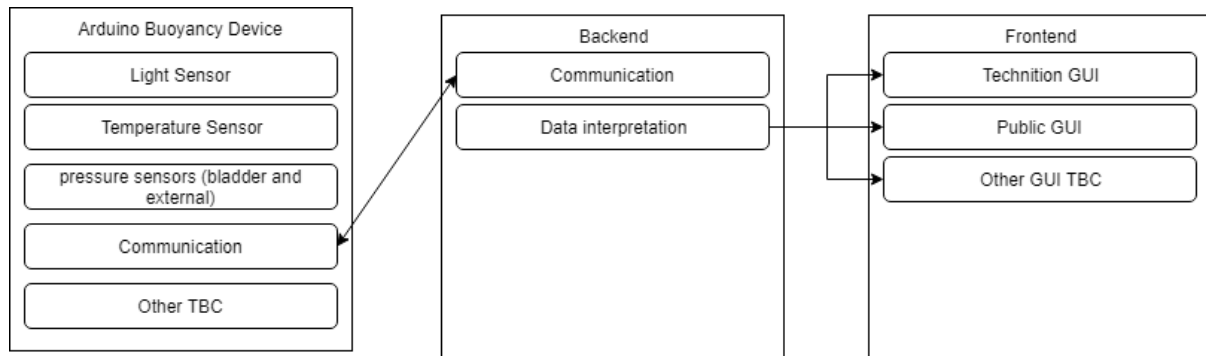 Arduino Buoyancy Device
Light Sensor
Temperature Sensor
pressure sensors (bladder and
external)
Communication
Other TBC
Backend
Communication
Data interpretation
Frontend
Technition GUI
Public GUI
Other GUI TBC